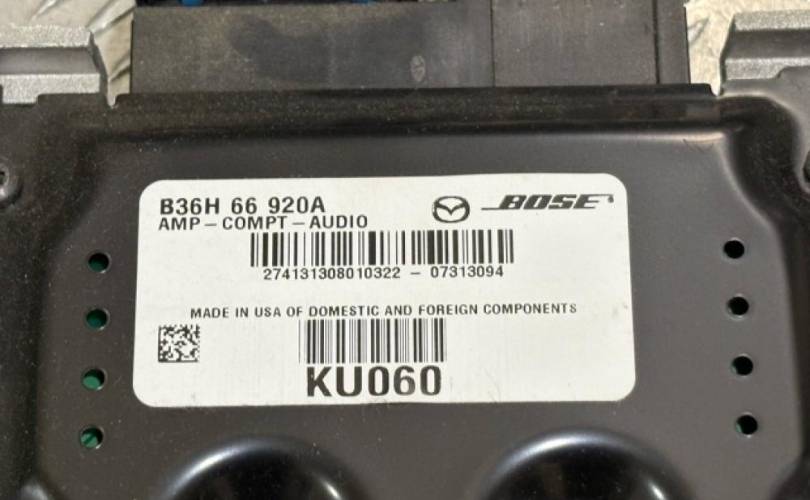 B36H 66 920A
AMP-COMPT-AUDIO
BOSE
274131308010322 - 07313094
MADE IN USA OF DOMESTIC AND FOREIGN COMPONENTS
KU060